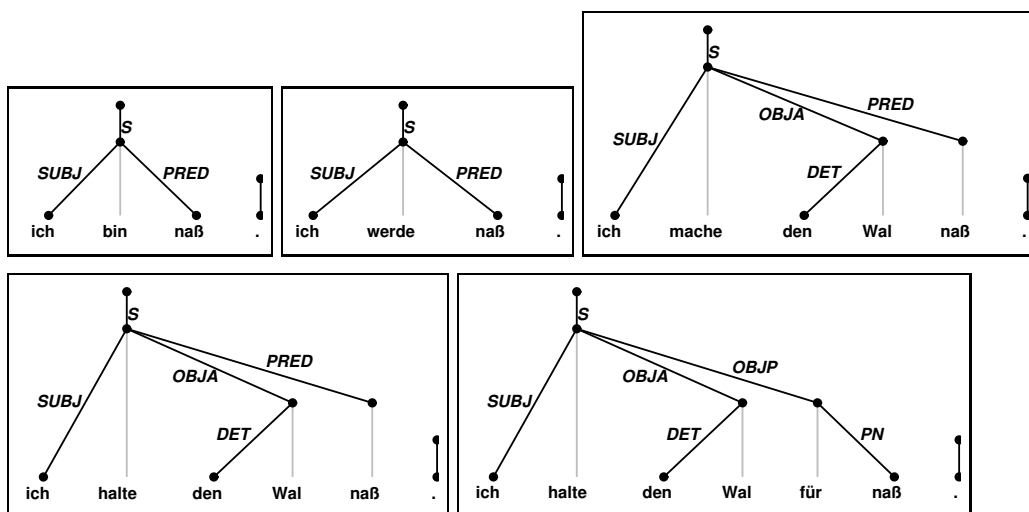 S
SUBJ PRED
ich bin naß .
S
SUBJ PRED
ich werde naß .
S
PRED
OBJA
SUBJ
DET
ich mache den Wal naß .
S
PRED
OBJA
SUBJ
DET
ich halte den Wal naß .
S
OBJP
OBJA
SUBJ
DET PN
ich halte den Wal für naß .